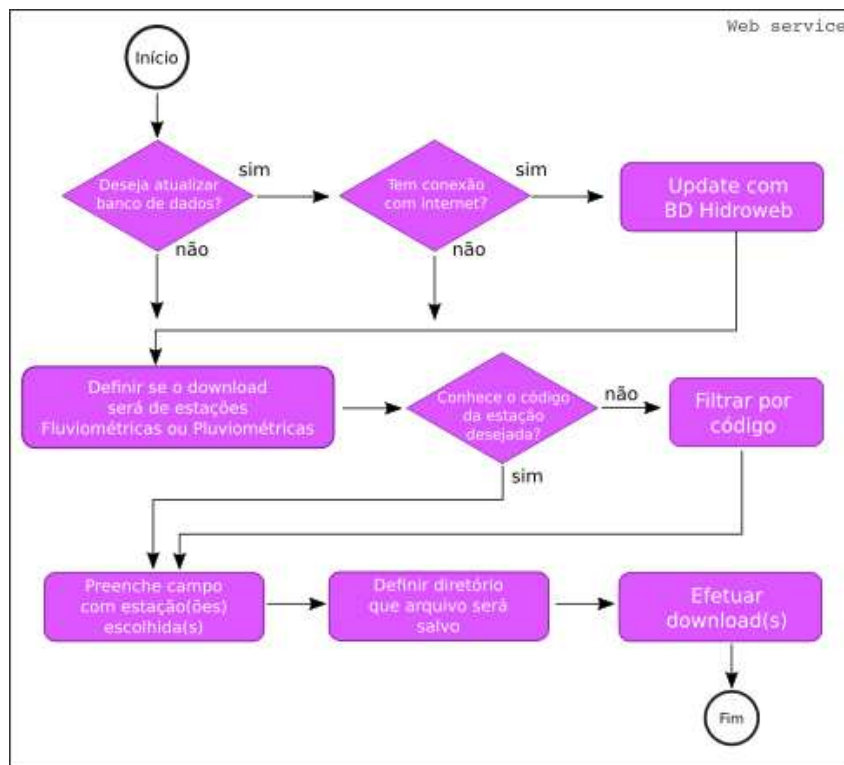 Web service
Início
Deseja atualizar
banco de dados?
sim
não
Tem conexão
com internet?
sim
não
Update com
BD Hidroweb
Definir se o download
será de estações
Fluviométricas ou Pluviométricas
Conhece o código
da estação
desejada?
não
sim
Filtrar por
código
Preenche campo
com estação(ões)
escolhida(s)
Definir diretório
que arquivo será
salvo
Efetuar
download(s)
Fim